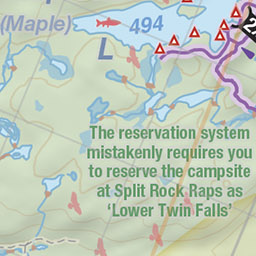 (Maple)
494
L
2
The reservation system
mistakenly requires you
to reserve the campsite
at Split Rock Raps as
‘Lower Twin Falls’